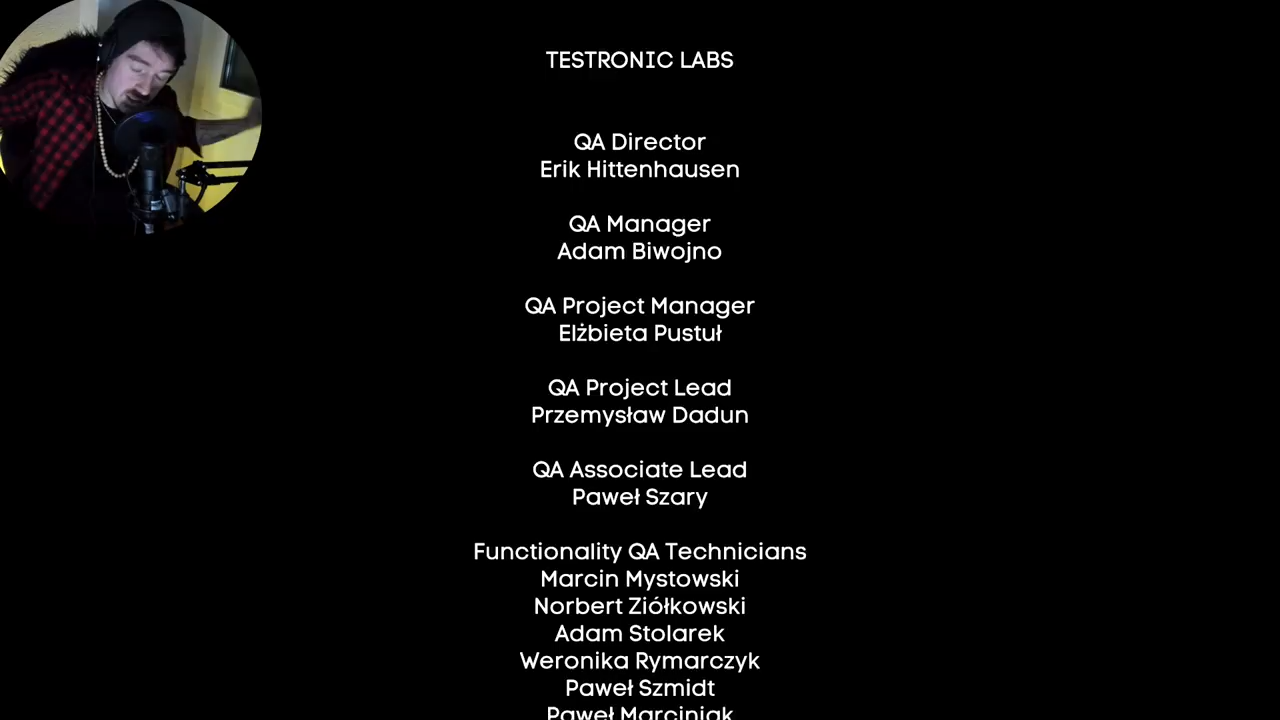 TESTRONIC LABS
QA Director
Erik Hittenhausen
QA Manager
Adam Biwojno
QA Project Manager
Elżbieta Pustuł
QA Project Lead
Przemysław Dadun
QA Associate Lead
Paweł Szary
Functionality QA Technicians
Marcin Mystowski
Norbert Ziółkowski
Adam Stolarek
Weronika Rymarczyk
Paweł Szmidt
Paweł Marciniak